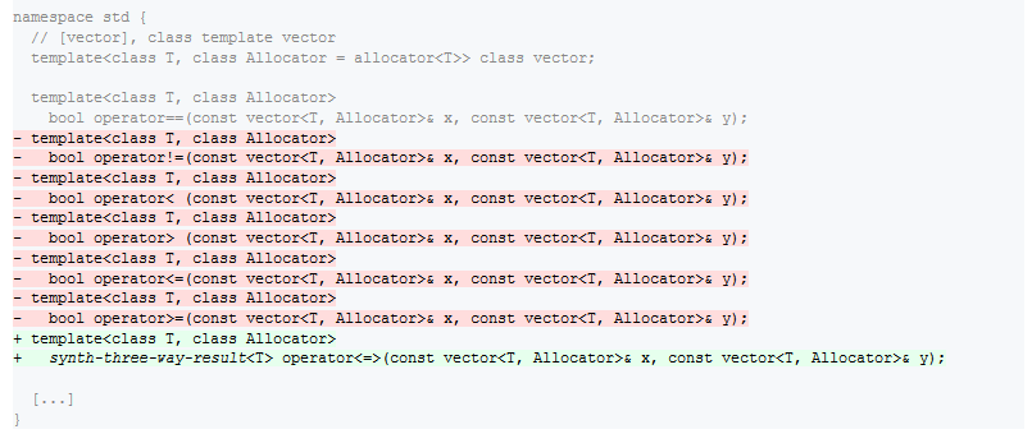 namespace std {
  // [vector], class template vector
  template<class T, class Allocator = allocator<T>> class vector;

  template<class T, class Allocator>
    bool operator==(const vector<T, Allocator>& x, const vector<T, Allocator>& y);
- template<class T, class Allocator>
-   bool operator!=(const vector<T, Allocator>& x, const vector<T, Allocator>& y);
- template<class T, class Allocator>
-   bool operator< (const vector<T, Allocator>& x, const vector<T, Allocator>& y);
- template<class T, class Allocator>
-   bool operator> (const vector<T, Allocator>& x, const vector<T, Allocator>& y);
- template<class T, class Allocator>
-   bool operator<=(const vector<T, Allocator>& x, const vector<T, Allocator>& y);
- template<class T, class Allocator>
-   bool operator>=(const vector<T, Allocator>& x, const vector<T, Allocator>& y);
+ template<class T, class Allocator>
+   synth-three-way-result<T> operator<=>(const vector<T, Allocator>& x, const vector<T, Allocator>& y);

  [...]
}